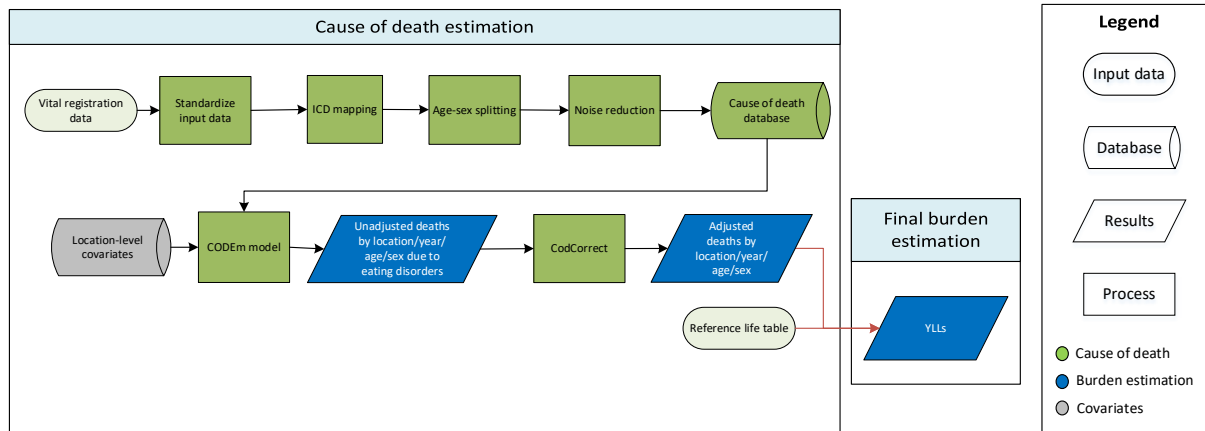 Cause of death estimation
Vital registration
data
Standardize
input data
ICD mapping
Age-sex splitting
Noise reduction
Cause of death
database
Location-level
covariates
CODEm model
Unadjusted deaths
by location/year/
age/sex due to
eating disorders
CodCorrect
Adjusted
deaths by
location/year/
age/sex
Reference life table
Final burden
estimation
YLLs
Legend
Input data
Database
Results
Process
Cause of death
Burden estimation
Covariates